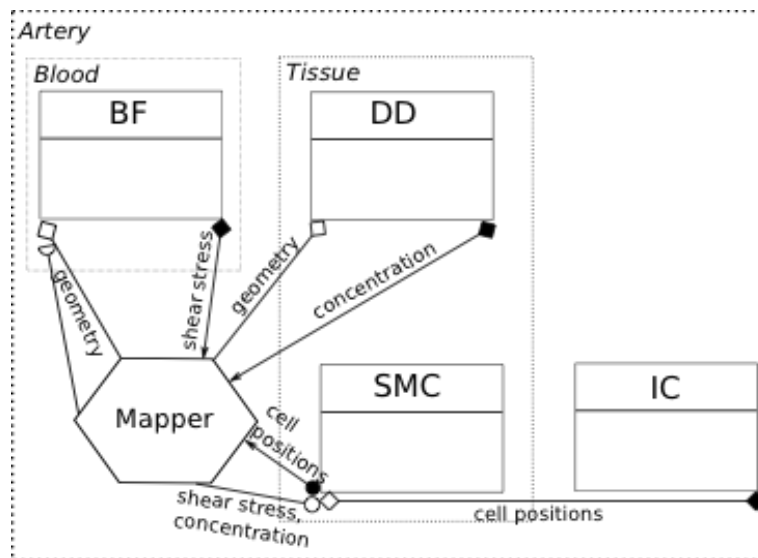 Artery
Blood
Tissue
BF
DD
geometry
shear stress
geometry
concentration
Mapper
SMC
IC
cell
positions
shear stress,
concentration
cell positions